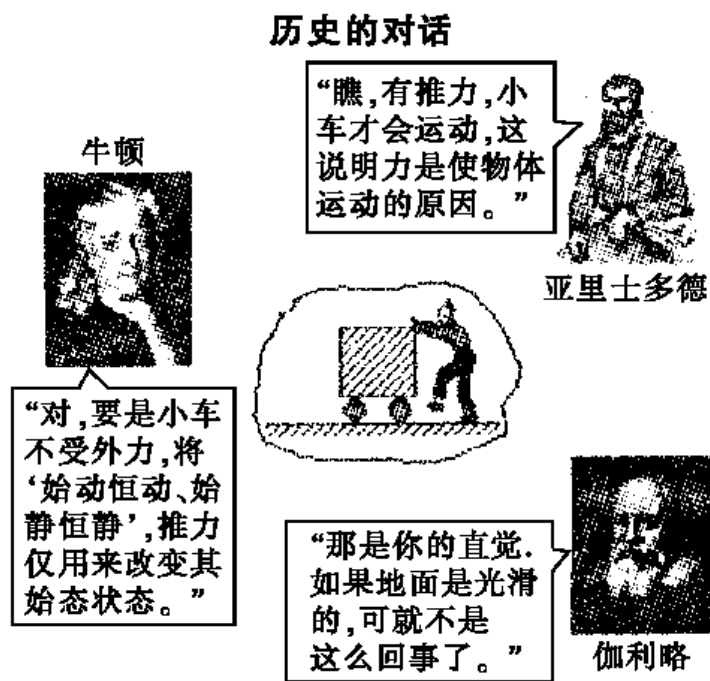 历史的对话
“瞧,有推力,小
车才会运动,这
说明力是使物体
运动的原因。”
亚里士多德
牛顿
“对,要是小车
不受外力,将
‘始动恒动、始
静恒静’,推力
仅用来改变其
始态状态。”
“那是你的直觉.
如果地面是光滑
的,可就不是
这么回事了。”
伽利略